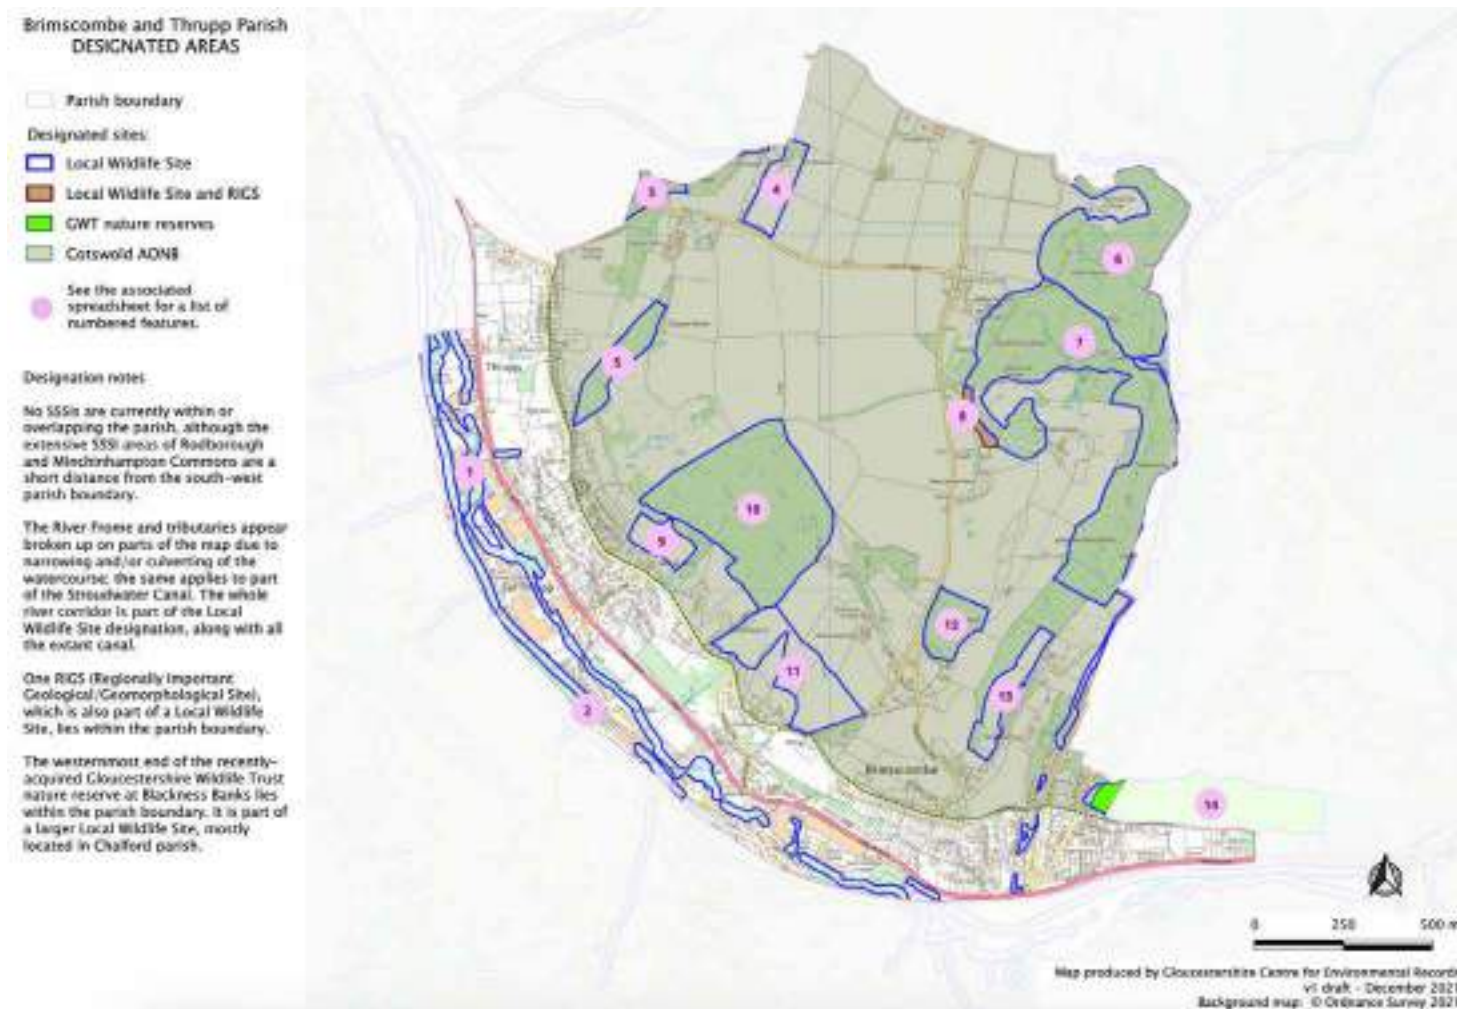 Brimscombe and Thrupp Parish
DESIGNATED AREAS
Parish boundary
Designated sites:
Local Wildlife Site
Local Wildlife Site and RIGS
GWT nature reserves
Cotswold AONB
See the associated
spreadsheet for a list of
numbered features.
Designation notes
No SSSIs are currently within or
overlapping the parish, although the
extensive SSSI areas of Rodborough
and Minchinhampton Commons are a
short distance from the south-west
parish boundary.
The River Frome and tributaries appear
broken up on parts of the map due to
narrowing and/or culverting of the
watercourse; the same applies to part
of the Stroudwater Canal. The whole
river corridor is part of the Local
Wildlife Site designation, along with all
the extant canal.
One RIGS (Regionally Important
Geological/Geomorphological Site),
which is also part of a Local Wildlife
Site, lies within the parish boundary.
The westernmost end of the recently-
acquired Gloucestershire Wildlife Trust
nature reserve at Blackness Banks lies
within the parish boundary. It is part of
a larger Local Wildlife Site, mostly
located in Chalford parish.
3
4
6
7
5
Thrupp
8
1
10
9
12
11
13
2
Brimscombe
14
0 250 500 m
Map produced by Gloucestershire Centre for Environmental Records
v1 draft - December 2021
Background map: © Ordnance Survey 2021